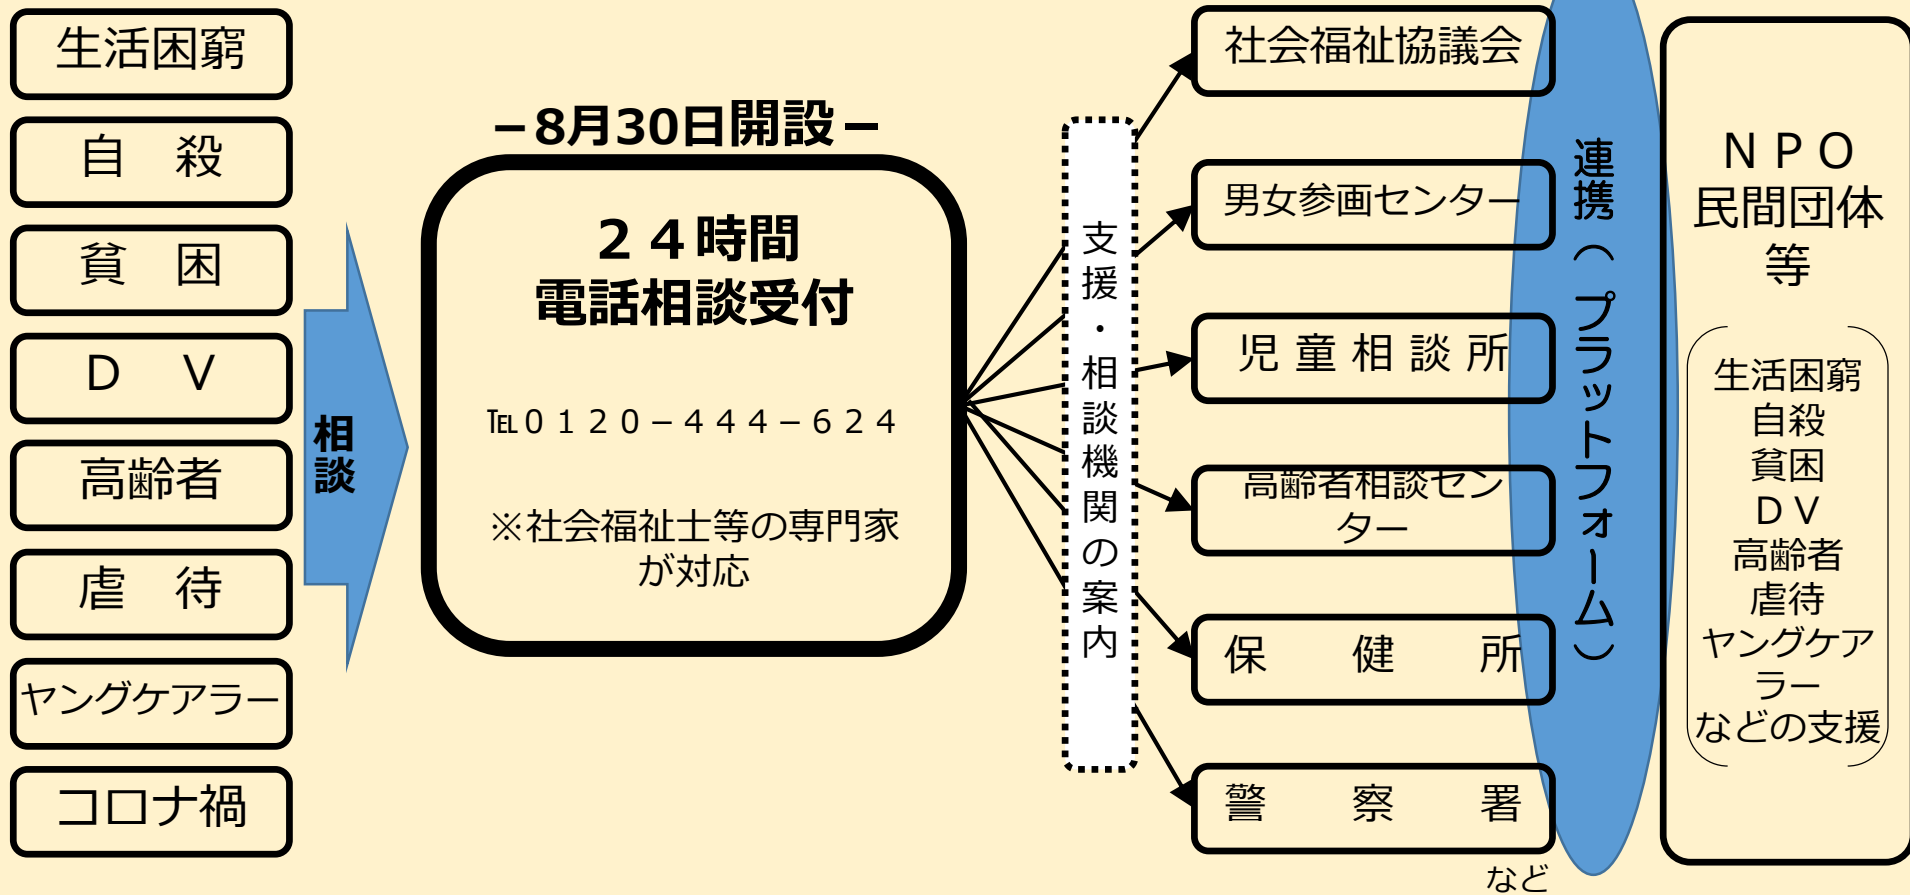 生活困窮
自　殺
貧　困
Ｄ　Ｖ
高齢者
虐　待
ヤングケアラー
コロナ禍
相談
－8月30日開設－
２４時間
電話相談受付
℡０１２０－４４４－６２４
※社会福祉士等の専門家
が対応
支援・相談機関の案内
社会福祉協議会
男女参画センター
児童相談所
高齢者相談セン
ター
保　健　所
警　察　署
など
連携（プラットフォーム）
ＮＰＯ
民間団体
等
生活困窮
自殺
貧困
ＤＶ
高齢者
虐待
ヤングケア
ラー
などの支援